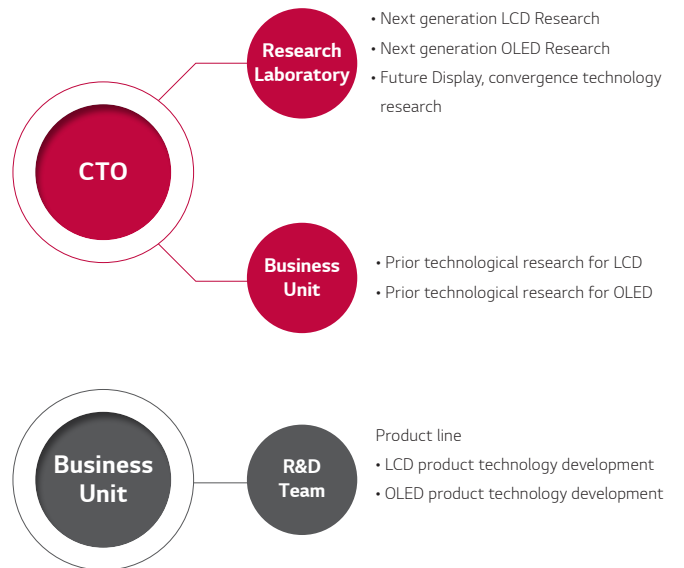 Research
Laboratory
• Next generation LCD Research
• Next generation OLED Research
• Future Display, convergence technology
research
CTO
Business
Unit
• Prior technological research for LCD
• Prior technological research for OLED
Business
Unit
R&D
Team
Product line
• LCD product technology development
• OLED product technology development